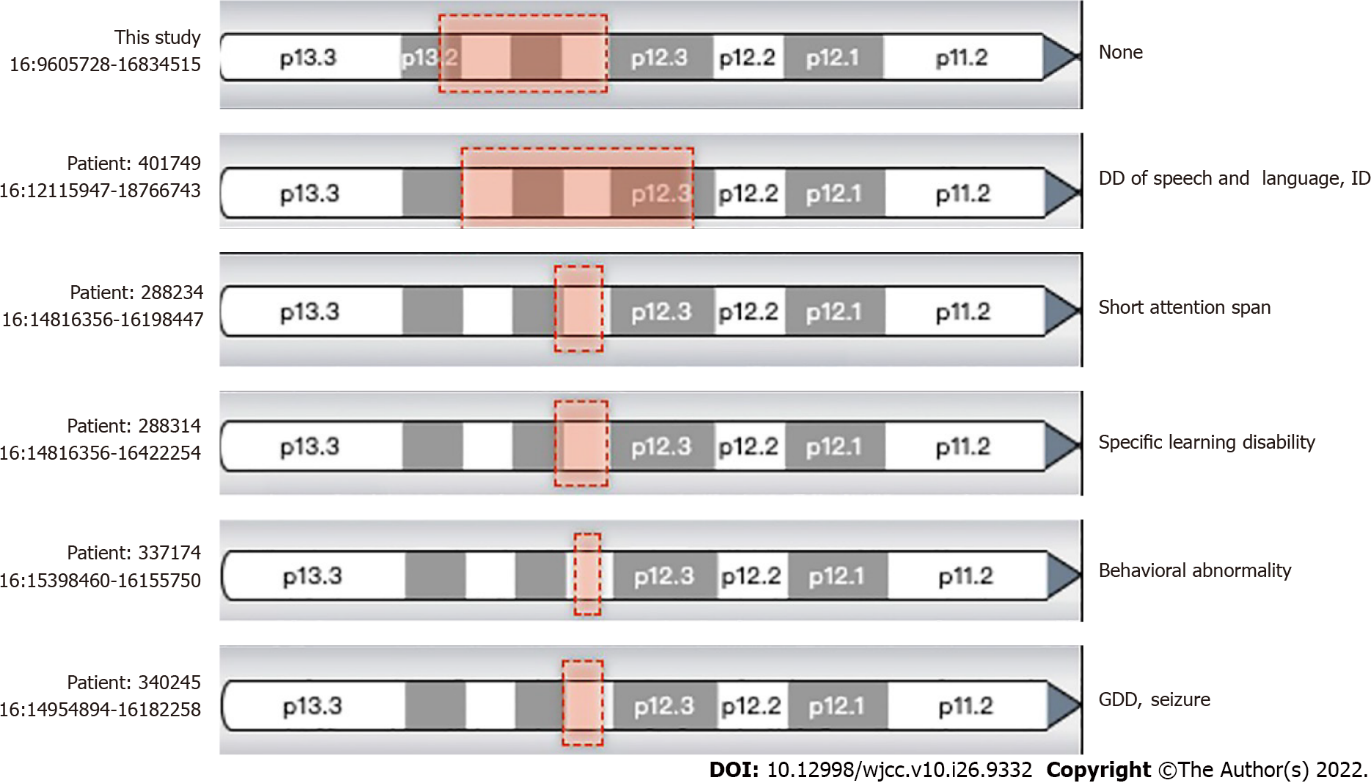 This study
16:9605728-16834515
p13.3 p13.2 p12.3 p12.2 p12.1 p11.2
None
Patient: 401749
16:12115947-18766743
p13.3 p12.3 p12.2 p12.1 p11.2
DD of speech and language, ID
Patient: 288234
16:14816356-16198447
p13.3 p12.3 p12.2 p12.1 p11.2
Short attention span
Patient: 288314
16:14816356-16422254
p13.3 p12.3 p12.2 p12.1 p11.2
Specific learning disability
Patient: 337174
16:15398460-16155750
p13.3 p12.3 p12.2 p12.1 p11.2
Behavioral abnormality
Patient: 340245
16:14954894-16182258
p13.3 p12.3 p12.2 p12.1 p11.2
GDD, seizure
DOI: 10.12998/wjcc.v10.i26.9332 Copyright ©The Author(s) 2022.